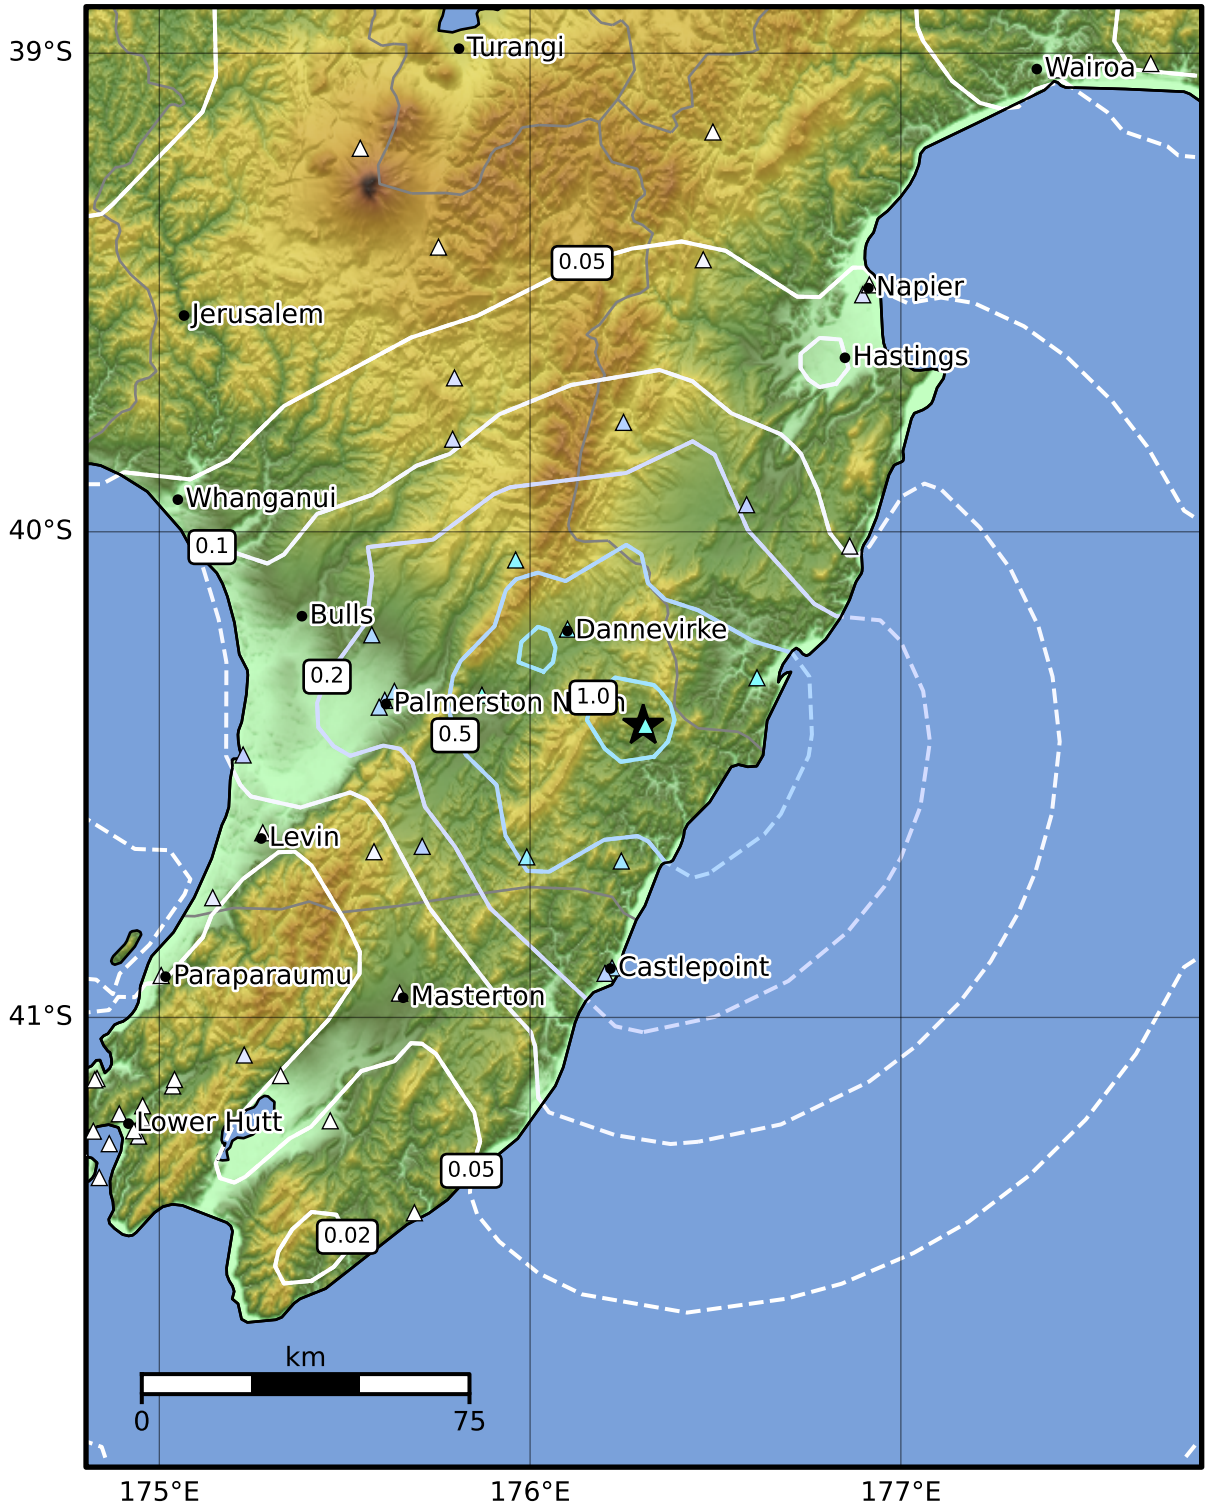 Turangi
39°S
Wairoa
0.05
Napier
Jerusalem
Hastings
Whanganui
40°S
0.1
Bulls
Dannevirke
0.2
1.0
Palmerston N
0.5
Levin
Castlepoint
Paraparaumu
Masterton
41°S
Lower Hutt
0.05
0.02
km
0
75
175°E
176°E
177°E